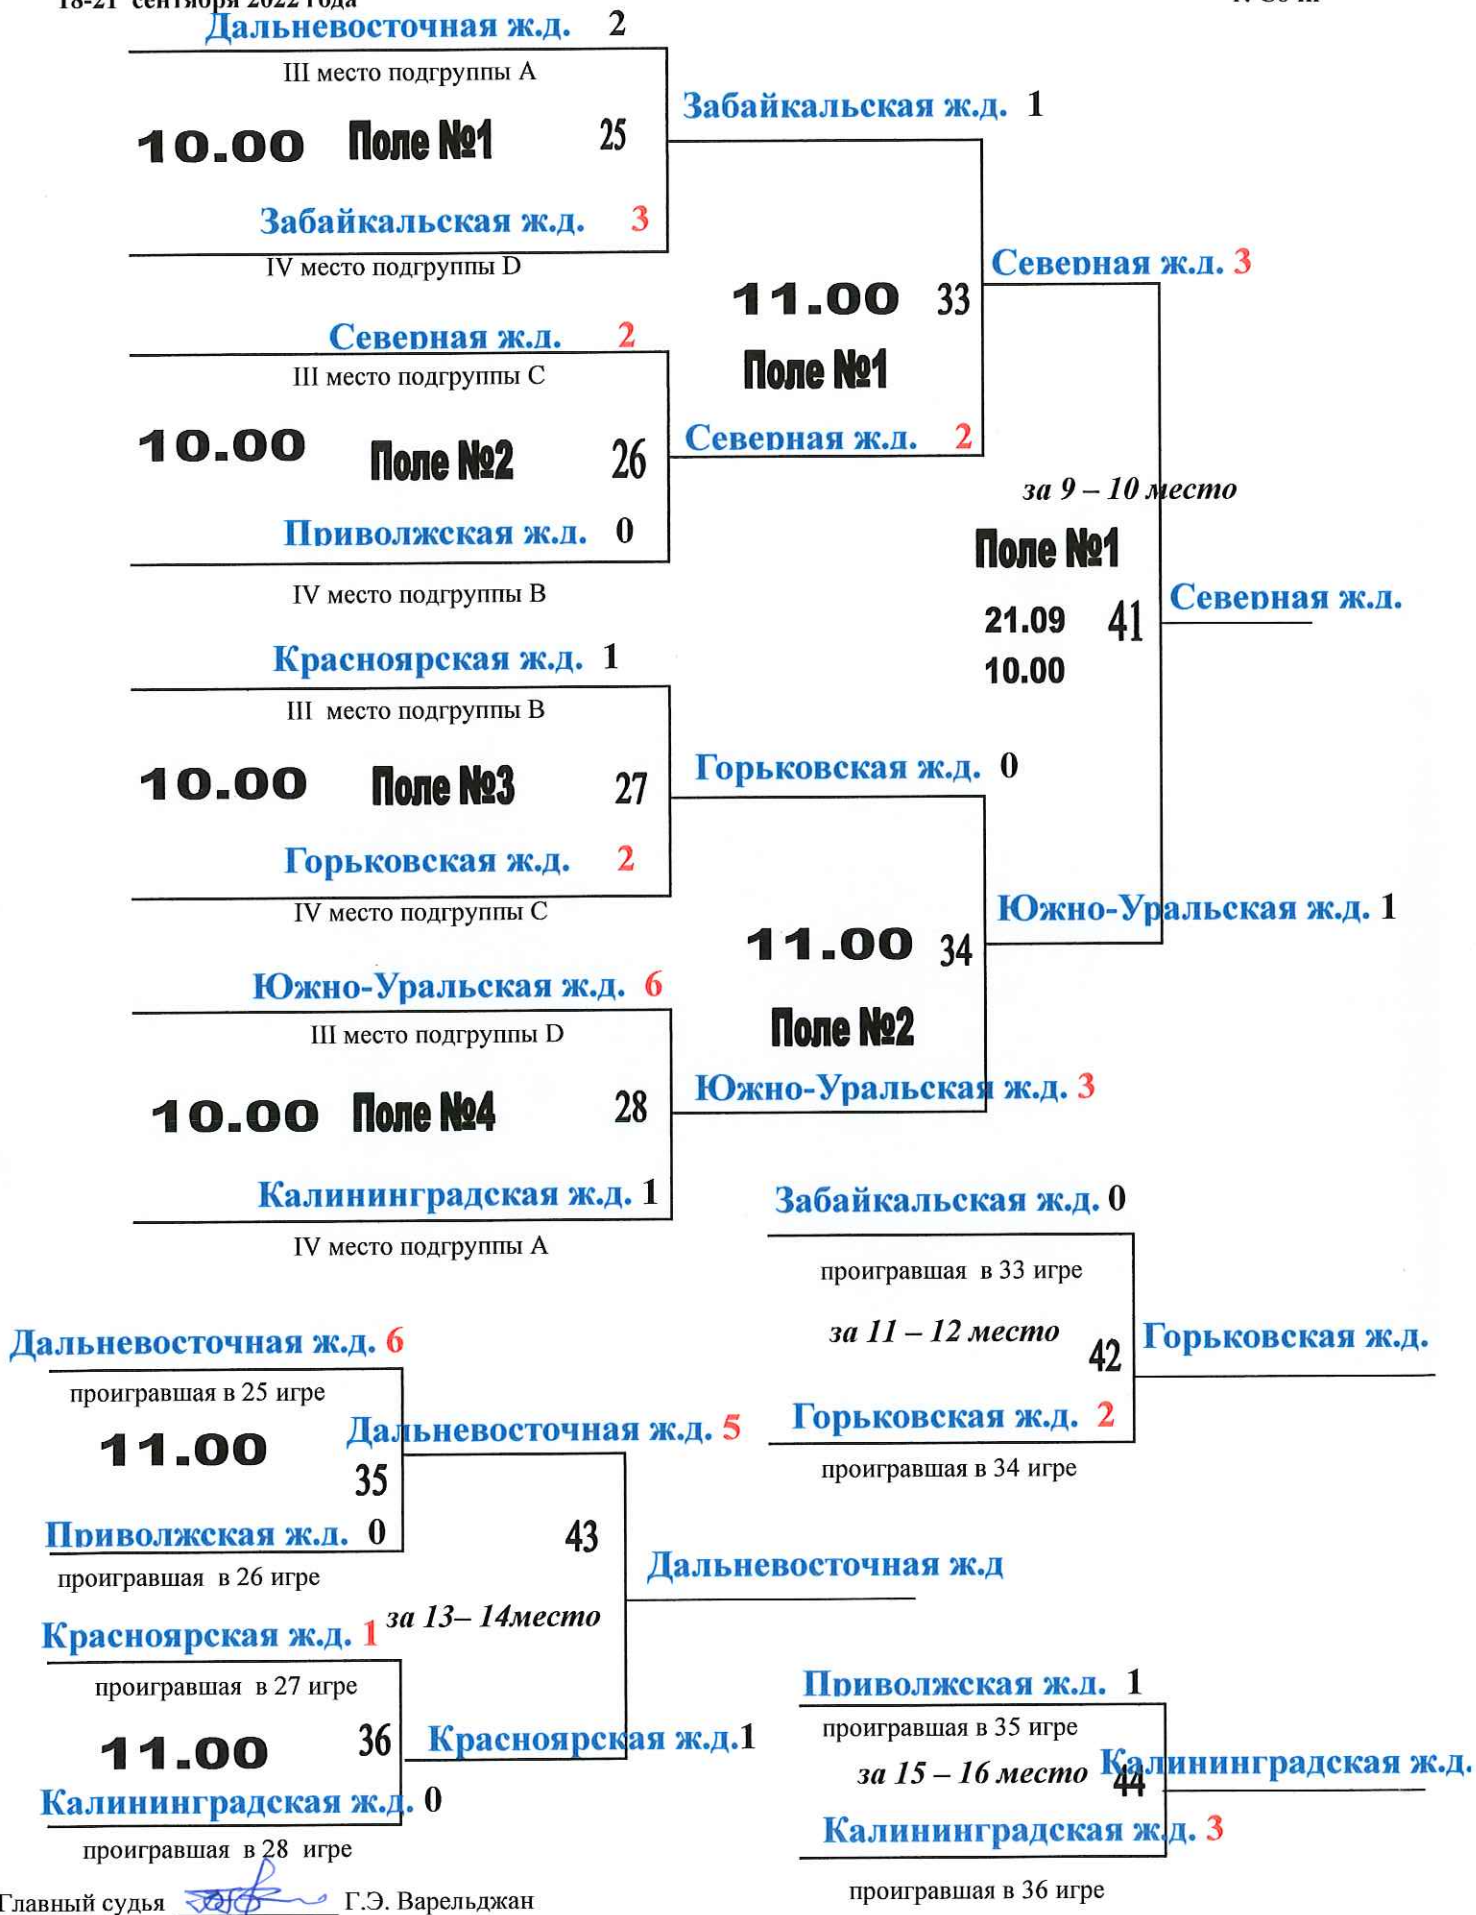 18-21 сентября 2022 года
Дальневосточная ж.д. 2
III место подгруппы А
10.00 Поле №1 25
Забайкальская ж.д. 3
IV место подгруппы D
Забайкальская ж.д. 1
11.00 33
Поле №1
Северная ж.д. 2
Северная ж.д. 2
III место подгруппы С
10.00 Поле №2 26
Приволжская ж.д. 0
IV место подгруппы В
Северная ж.д. 3
за 9 – 10 место
Поле №1
21.09 41
10.00
Северная ж.д.
Красноярская ж.д. 1
III место подгруппы В
10.00 Поле №3 27
Горьковская ж.д. 2
IV место подгруппы С
Горьковская ж.д. 0
11.00 34
Поле №2
Южно-Уральская ж.д. 3
Южно-Уральская ж.д. 1
Южно-Уральская ж.д. 6
III место подгруппы D
10.00 Поле №4 28
Калининградская ж.д. 1
IV место подгруппы А
Забайкальская ж.д. 0
проигравшая в 33 игре
за 11 – 12 место
42
Горьковская ж.д.
Горьковская ж.д. 2
проигравшая в 34 игре
Дальневосточная ж.д. 6
проигравшая в 25 игре
11.00
35
Приволжская ж.д. 0
проигравшая в 26 игре
Дальневосточная ж.д. 5
43
Дальневосточная ж.д
за 13– 14место
Красноярская ж.д. 1
проигравшая в 27 игре
11.00 36
Калининградская ж.д. 0
проигравшая в 28 игре
Красноярская ж.д.1
Приволжская ж.д. 1
проигравшая в 35 игре
за 15 – 16 место
44
Калининградская ж.д.
Калининградская ж.д. 3
проигравшая в 36 игре
Главный судья Г.Э. Варельджан